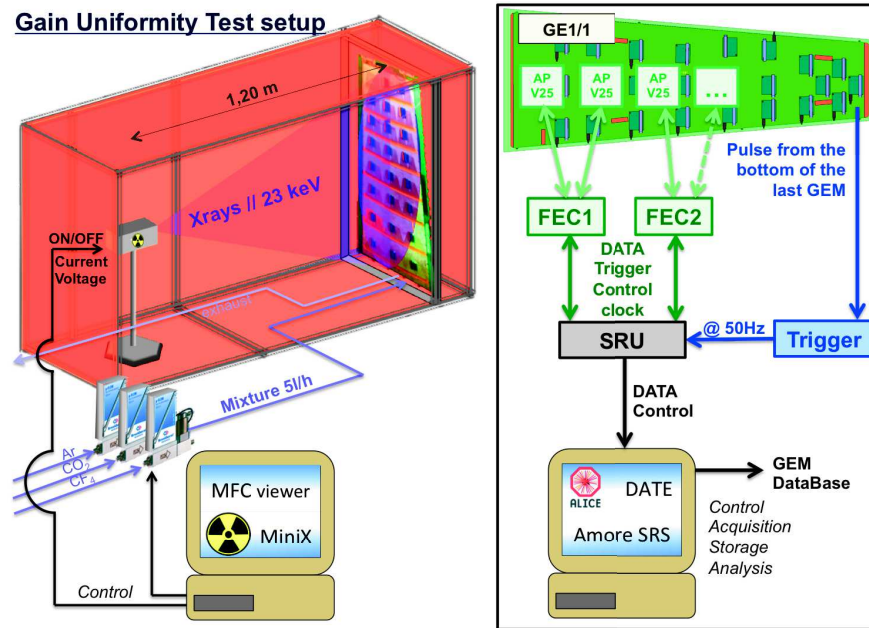 Gain Uniformity Test setup
1,20 m
Xrays // 23 keV
ON/OFF
Current
Voltage
exhaust
Mixture 5l/h
Ar
CO2
CF4
MFC viewer
MiniX
Control
GE1/1
AP
V25
AP
V25
AP
V25
...
Pulse from the
bottom of the
last GEM
FEC1
FEC2
DATA
Trigger
Control
clock
SRU
@ 50Hz
Trigger
DATA
Control
ALICE
DATE
Amore SRS
GEM
DataBase
Control
Acquisition
Storage
Analysis